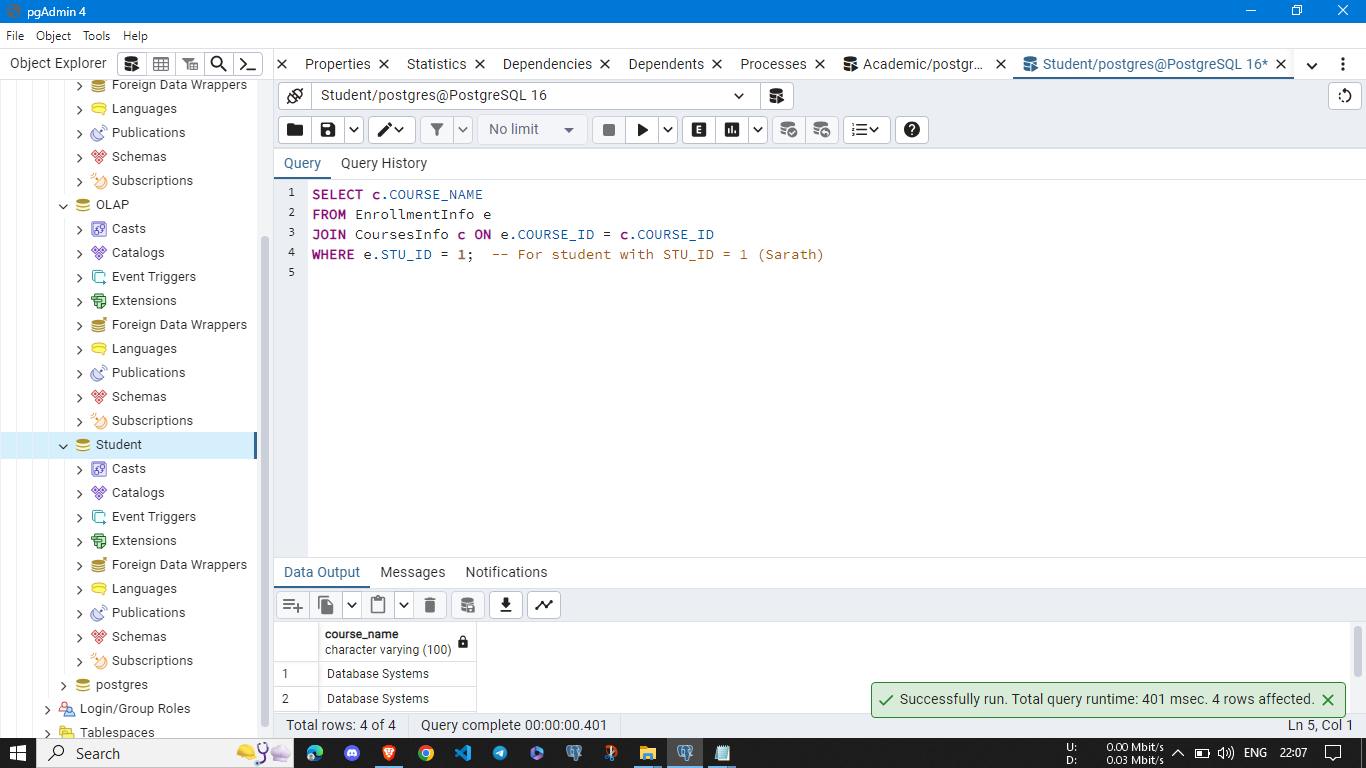 pgAdmin 4
File Object Tools Help
Object Explorer
Foreign Data Wrappers
Languages
Publications
Schemas
Subscriptions
OLAP
Casts
Catalogs
Event Triggers
Extensions
Foreign Data Wrappers
Languages
Publications
Schemas
Subscriptions
Student
Casts
Catalogs
Event Triggers
Extensions
Foreign Data Wrappers
Languages
Publications
Schemas
Subscriptions
postgres
Login/Group Roles
Tablespaces
Properties Statistics Dependencies Dependents Processes Academic/postgr... Student/postgres@PostgreSQL 16*
Student/postgres@PostgreSQL 16
No limit
E
Query Query History
1 SELECT c.COURSE_NAME
2 FROM EnrollmentInfo e
3 JOIN CoursesInfo c ON e.COURSE_ID = c.COURSE_ID
4 WHERE e.STU_ID = 1;  -- For student with STU_ID = 1 (Sarath)
5
Data Output Messages Notifications
course_name
character varying (100)
1 Database Systems
2 Database Systems
Successfully run. Total query runtime: 401 msec. 4 rows affected.
Total rows: 4 of 4 Query complete 00:00:00.401 Ln 5, Col 1
Search
U: 0.00 Mbit/s
D: 0.03 Mbit/s
ENG 22:07